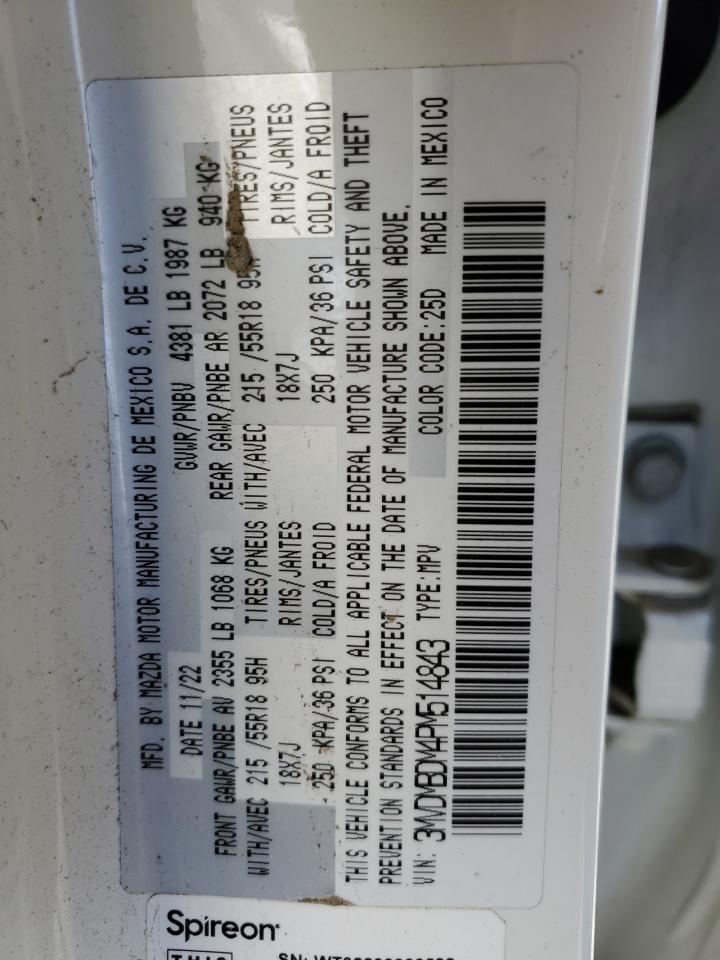 MFD. BY MAZDA MOTOR MANUFACTURING DE MEXICO S.A. DE C.V.
DATE 11/22 GVWR/PNBV 4381 LB 1987 KG
FRONT GAWR/PNBE AV 2355 LB 1068 KG REAR GAWR/PNBE AR 2072 LB 940 KG
WITH/AVEC 215 /55R18 95H TIRES/PNEUS WITH/AVEC 215 /55R18 95H TIRES/PNEUS
18X7J RIMS/JANTES 18X7J RIMS/JANTES
250 KPA/36 PSI COLD/A FROID 250 KPA/36 PSI COLD/A FROID
THIS VEHICLE CONFORMS TO ALL APPLICABLE FEDERAL MOTOR VEHICLE SAFETY AND THEFT
PREVENTION STANDARDS IN EFFECT ON THE DATE OF MANUFACTURE SHOWN ABOVE.
VIN: 3MVDMBDM4PM514843 TYPE:MPV COLOR CODE:25D MADE IN MEXICO
Spireon
THIS SN: